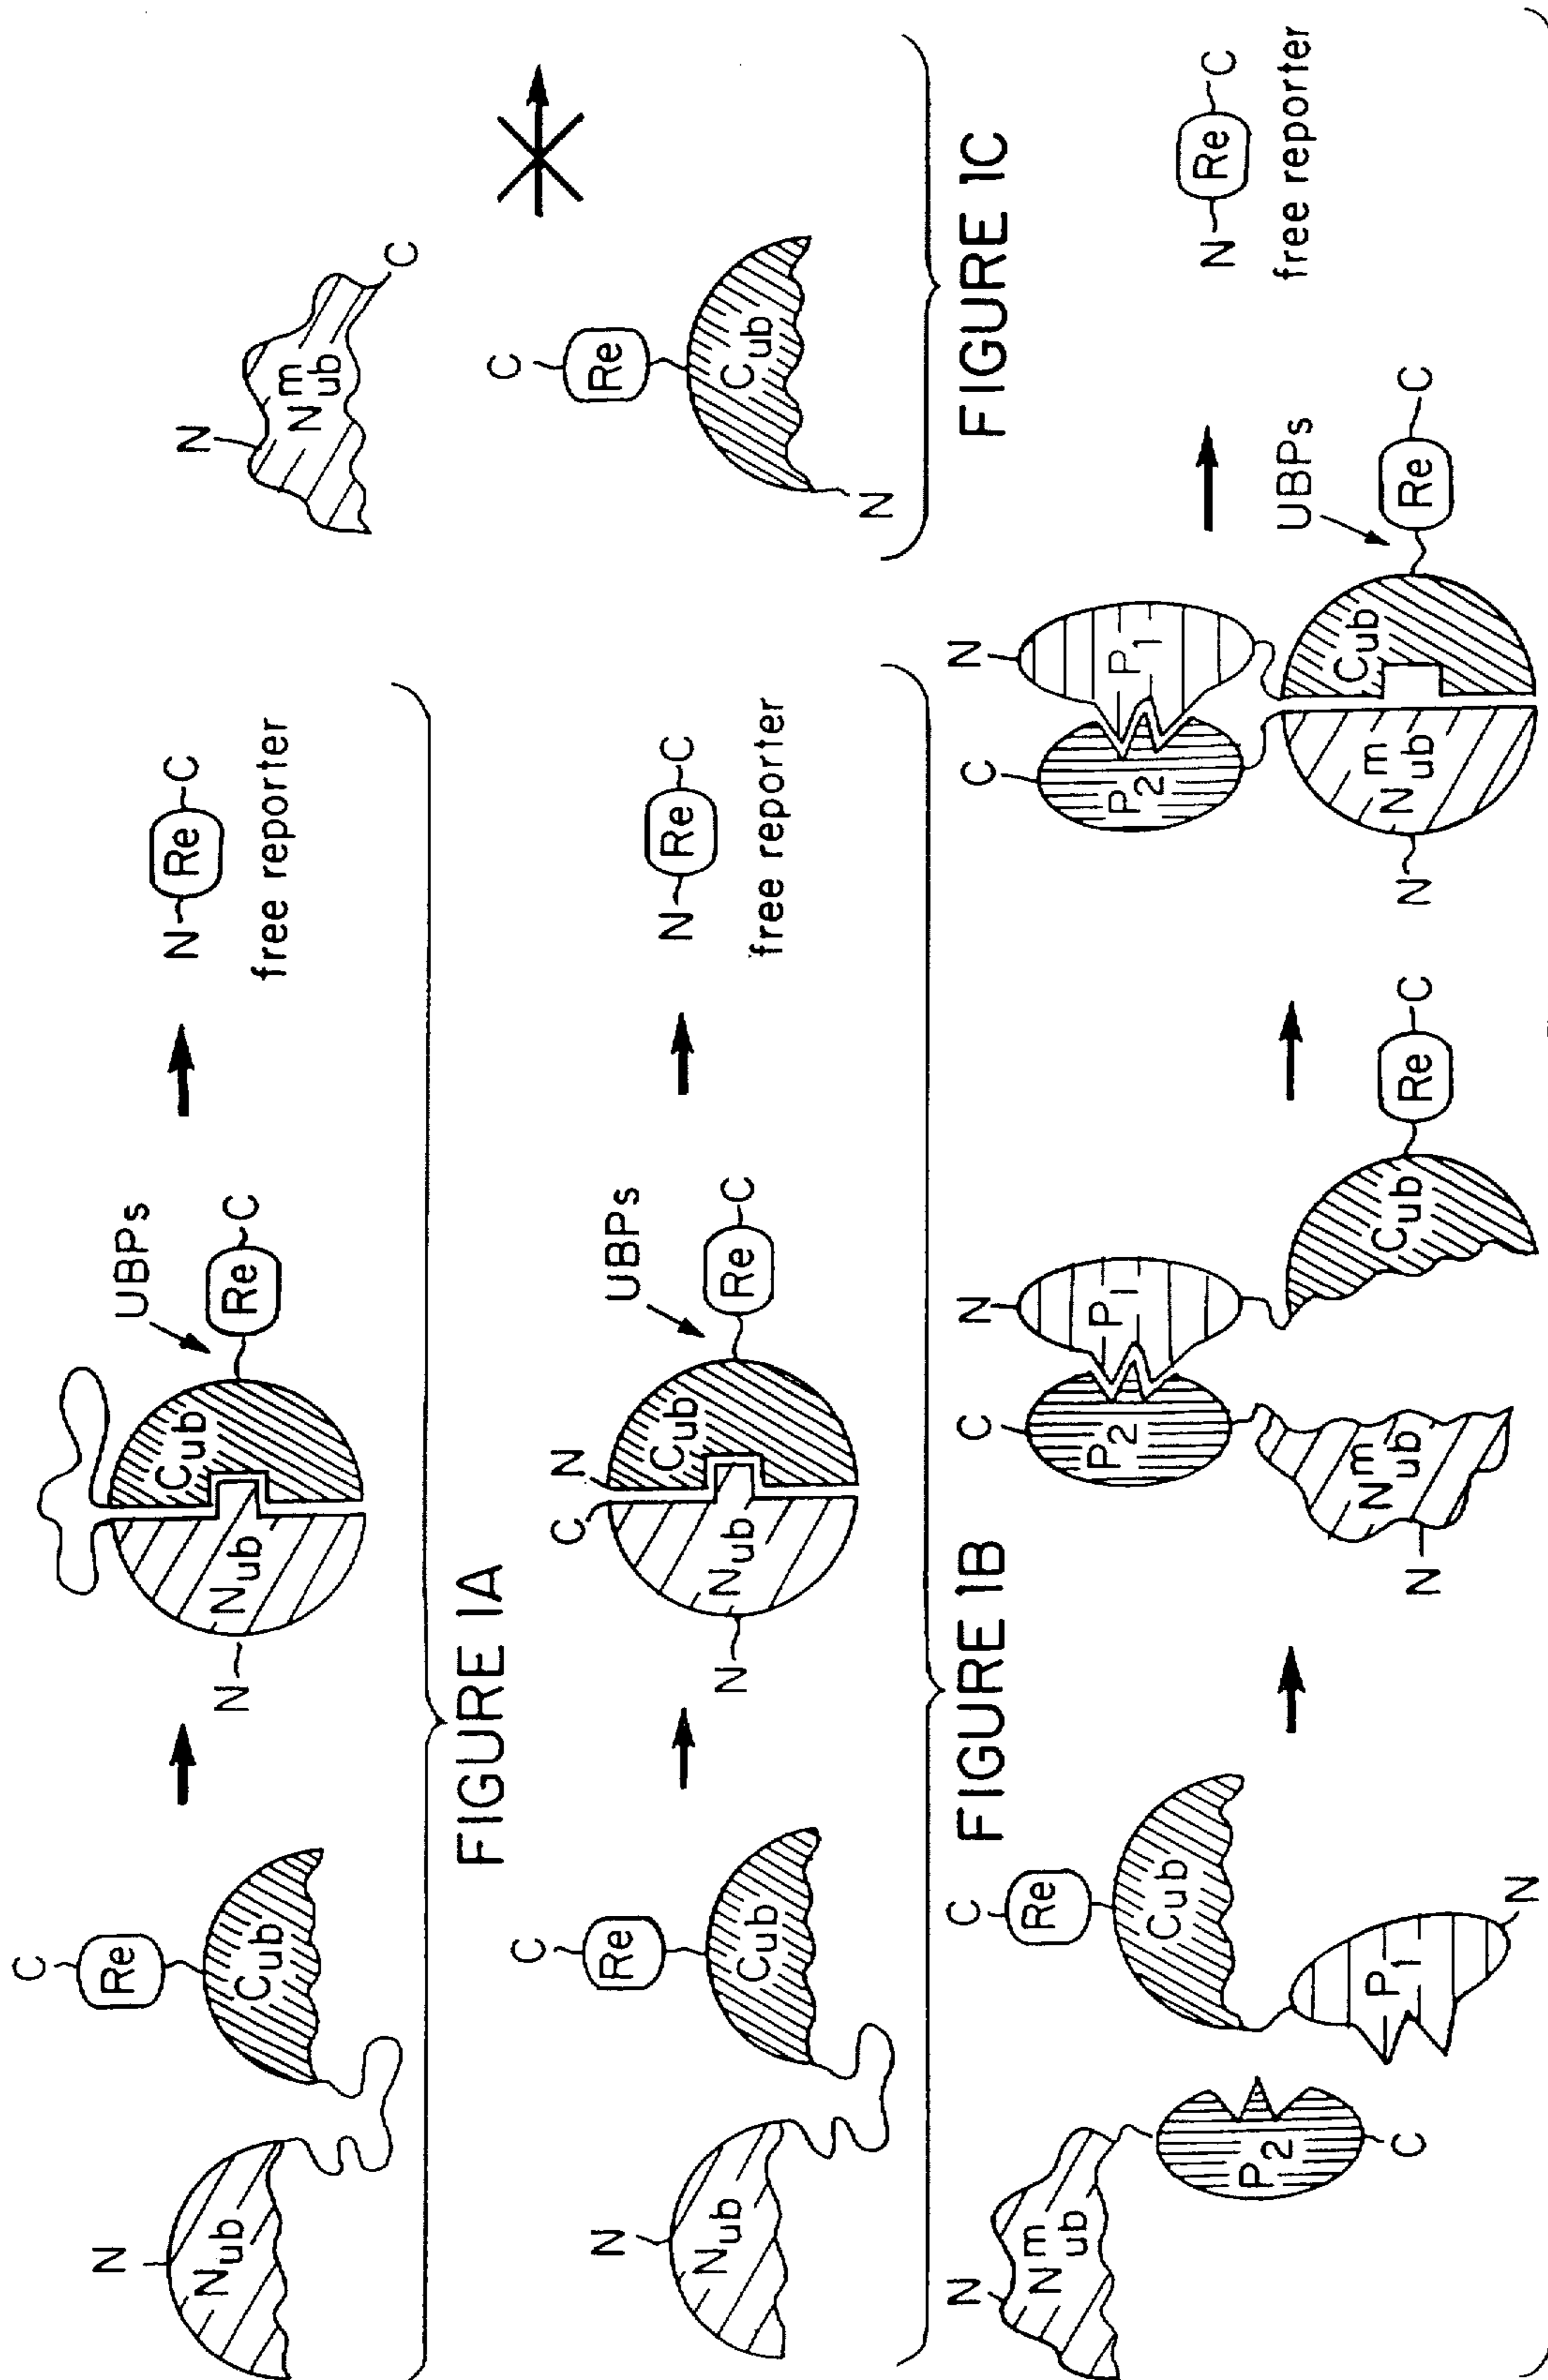 N
Nub
C
Re
Cub
N
Nub
Cub
UBPs
Re
C
N
Re
C
free reporter
FIGURE 1A
N
Nub
C
Re
Cub
C
N
N
Nub
Cub
UBPs
Re
C
N
Re
C
free reporter
FIGURE 1B
N
Nmub
C
C
Re
Cub
N
FIGURE 1C
N
Nmub
P2
C
C
Re
Cub
P1
N
C
N
P2
P1
N
Nmub
Cub
Re
C
C
N
P2
P1
N
Nmub
Cub
UBPs
Re
C
N
Re
C
free reporter